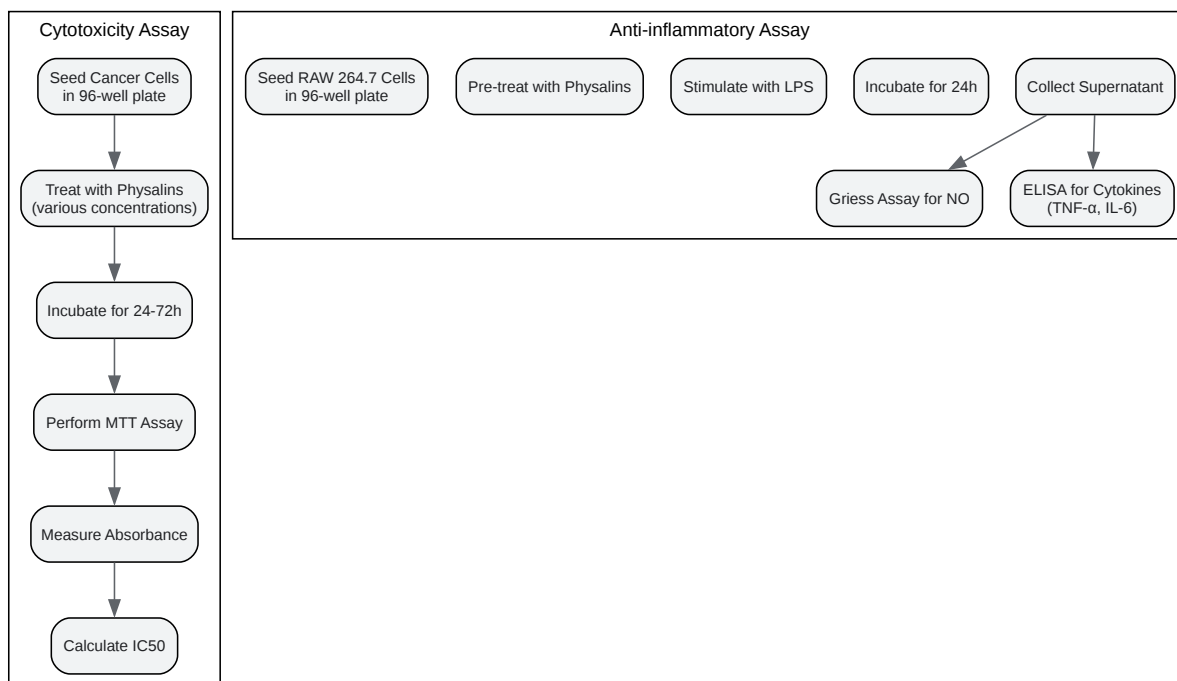 Cytotoxicity Assay
Seed Cancer Cells
in 96-well plate
Treat with Physalins
(various concentrations)
Incubate for 24-72h
Perform MTT Assay
Measure Absorbance
Calculate IC50
Anti-inflammatory Assay
Seed RAW 264.7 Cells
in 96-well plate
Pre-treat with Physalins
Stimulate with LPS
Incubate for 24h
Collect Supernatant
Griess Assay for NO
ELISA for Cytokines
(TNF-α, IL-6)